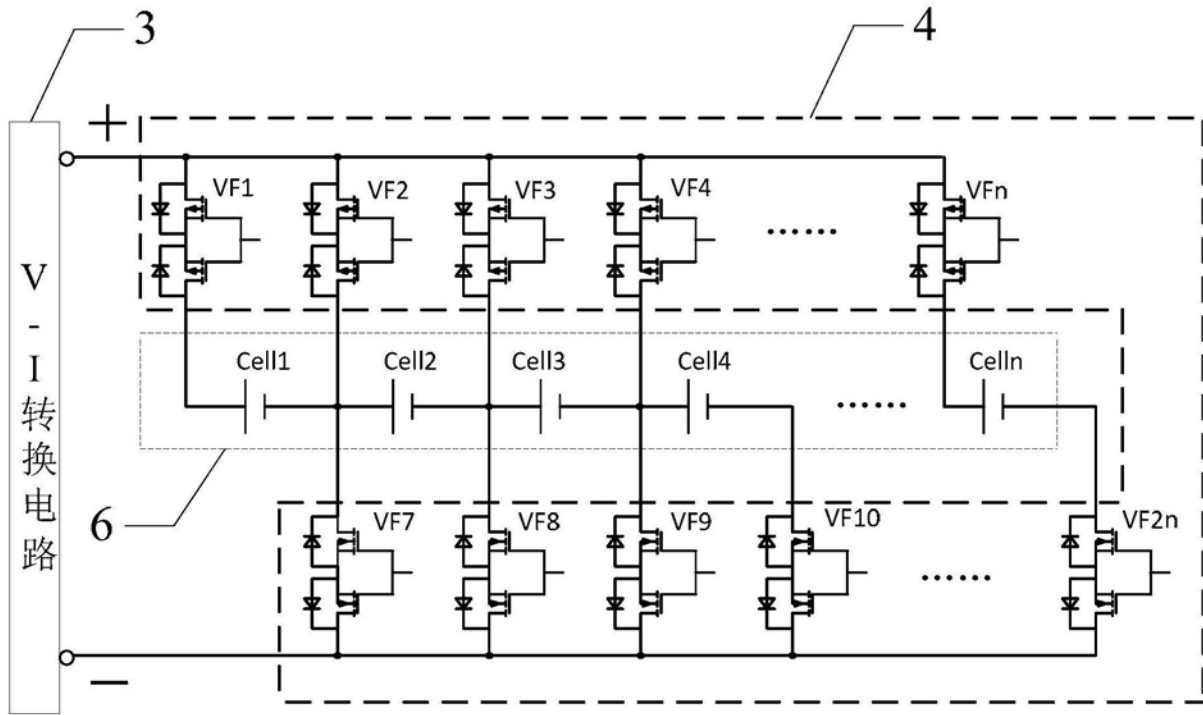 3
4
+
VF1
VF2
VF3
VF4
VFn
......
V-I转换电路
Cell1
Cell2
Cell3
Cell4
Celln
......
6
VF7
VF8
VF9
VF10
VF2n
......
—